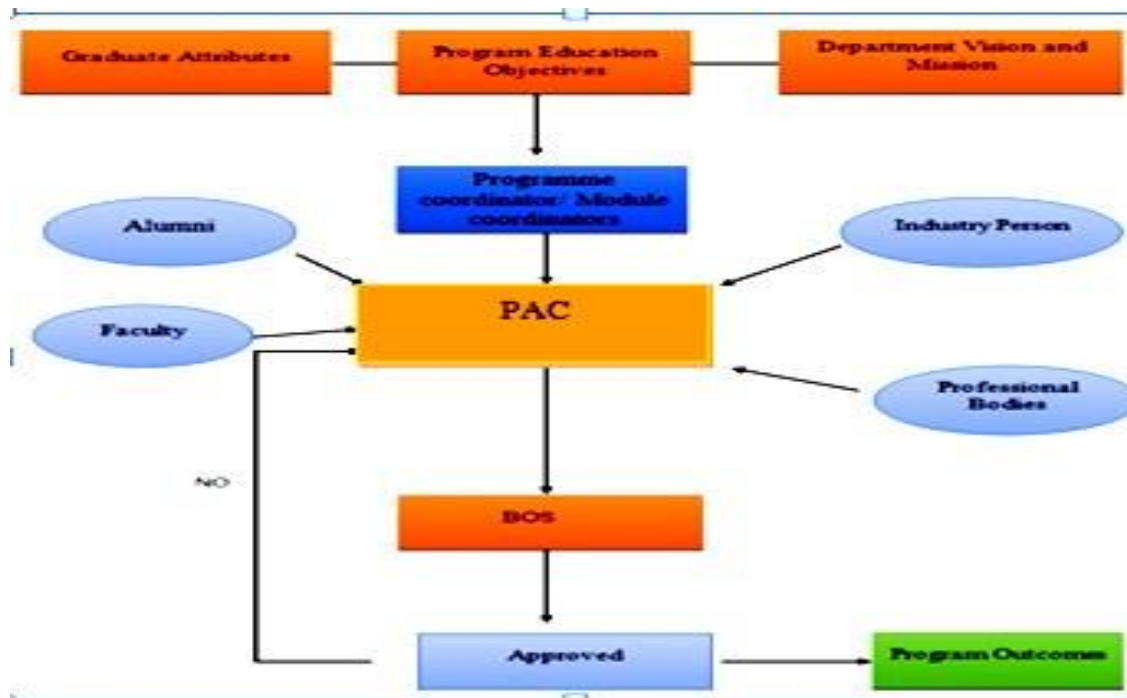 Graduate Attributes
Program Education
Objectives
Department Vision and
Mission
Programme
coordinator/ Module
coordinators
Alumni
Industry Person
PAC
Faculty
Professional
Bodies
NO
BOS
Approved
Program Outcomes